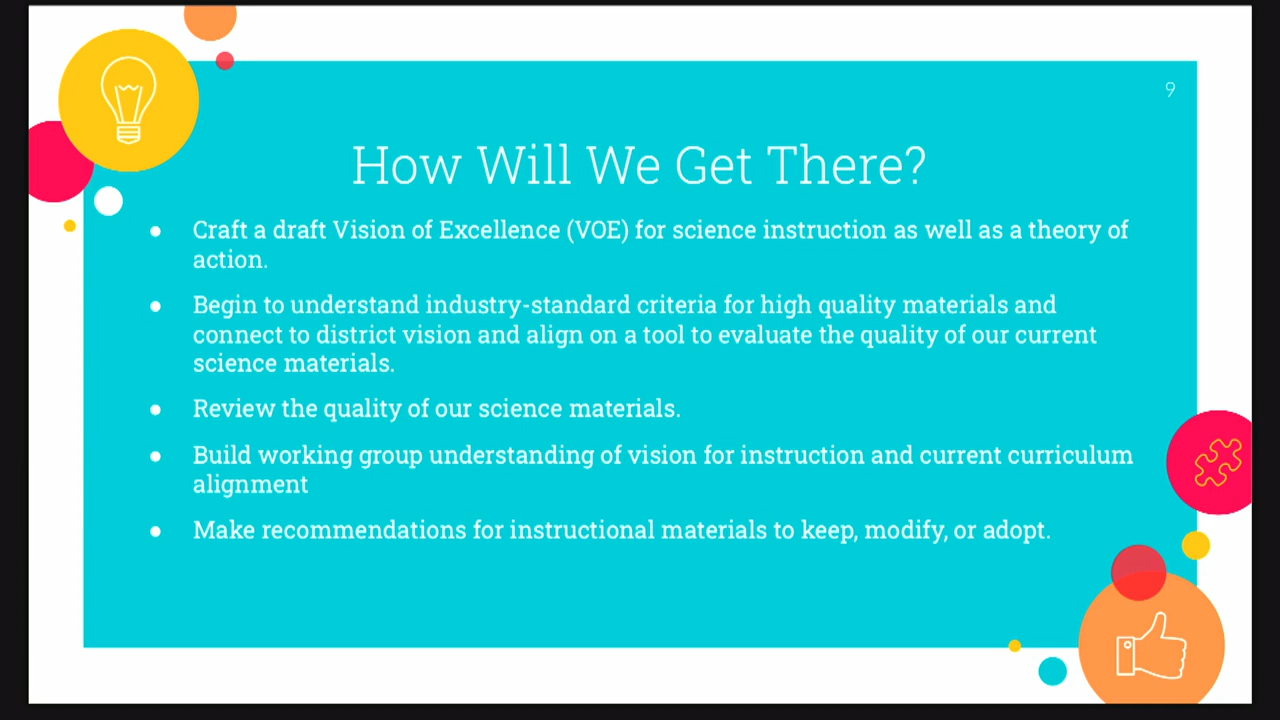 9
How Will We Get There?
● Craft a draft Vision of Excellence (VOE) for science instruction as well as a theory of
action.
● Begin to understand industry-standard criteria for high quality materials and
connect to district vision and align on a tool to evaluate the quality of our current
science materials.
● Review the quality of our science materials.
● Build working group understanding of vision for instruction and current curriculum
alignment
● Make recommendations for instructional materials to keep, modify, or adopt.